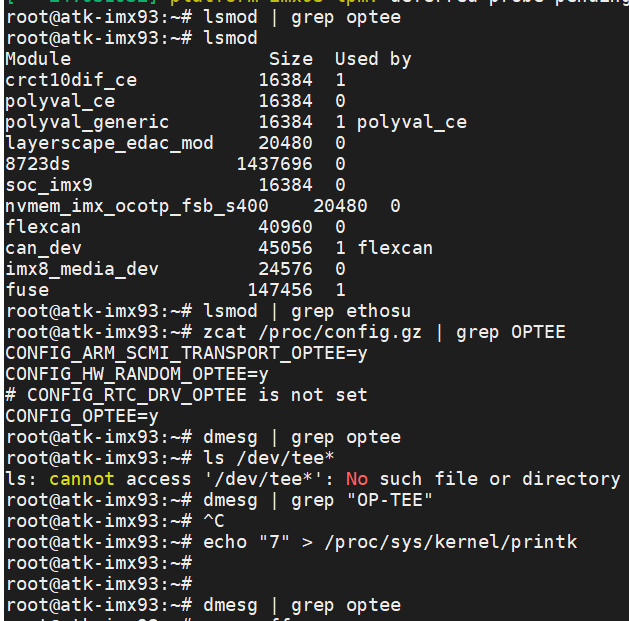 platform imx93-lpm: deferred probe pending
root@atk-imx93:~# lsmod | grep optee
root@atk-imx93:~# lsmod
Module                  Size  Used by
crct10dif_ce           16384  1
polyval_ce             16384  0
polyval_generic        16384  1 polyval_ce
layerscape_edac_mod    20480  0
8723ds               1437696  0
soc_imx9               16384  0
nvmem_imx_ocotp_fsb_s400    20480  0
flexcan                40960  0
can_dev                45056  1 flexcan
imx8_media_dev         24576  0
fuse                  147456  1
root@atk-imx93:~# lsmod | grep ethosu
root@atk-imx93:~# zcat /proc/config.gz | grep OPTEE
CONFIG_ARM_SCMI_TRANSPORT_OPTEE=y
CONFIG_HW_RANDOM_OPTEE=y
# CONFIG_RTC_DRV_OPTEE is not set
CONFIG_OPTEE=y
root@atk-imx93:~# dmesg | grep optee
root@atk-imx93:~# ls /dev/tee*
ls: cannot access '/dev/tee*': No such file or directory
root@atk-imx93:~# dmesg | grep "OP-TEE"
root@atk-imx93:~# ^C
root@atk-imx93:~# echo "7" > /proc/sys/kernel/printk
root@atk-imx93:~#
root@atk-imx93:~#
root@atk-imx93:~# dmesg | grep optee